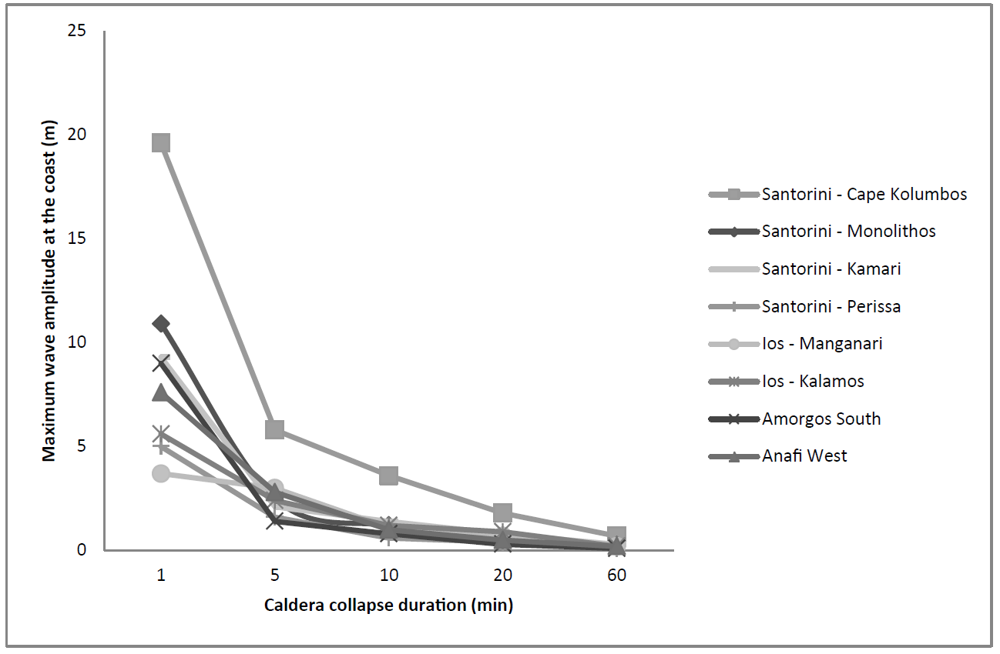 25
20
15
10
5
0
Maximum wave amplitude at the coast (m)
1 5 10 20 60
Caldera collapse duration (min)
Santorini - Cape Kolumbos
Santorini - Monolithos
Santorini - Kamari
Santorini - Perissa
Ios - Manganari
Ios - Kalamos
Amorgos South
Anafi West